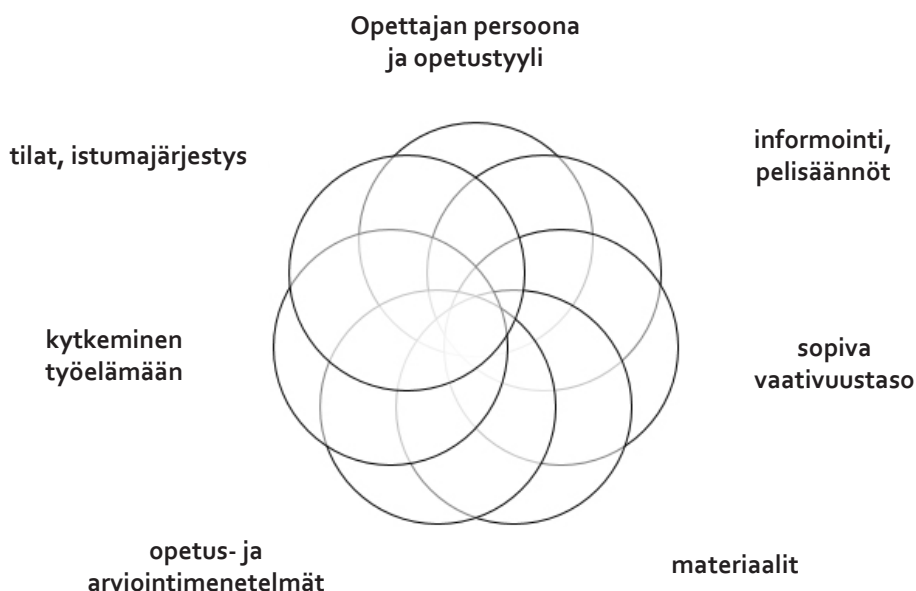 Opettajan persoona
ja opetustyyli
tilat, istumajärjestys
informointi,
pelisäännöt
kytkeminen
työelämään
sopiva
vaativuustaso
opetus- ja
arviointimenetelmät
materiaalit